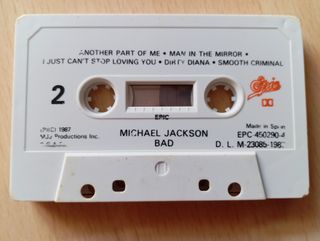 ANOTHER PART OF ME • MAN IN THE MIRROR •
I JUST CAN'T STOP LOVING YOU • DIRTY DIANA • SMOOTH CRIMINAL
2
Epic
EPIC
1987
MJJ Productions Inc.
MICHAEL JACKSON
BAD
Made in Spain
EPC 450290-4
D. L. M-23085-1987